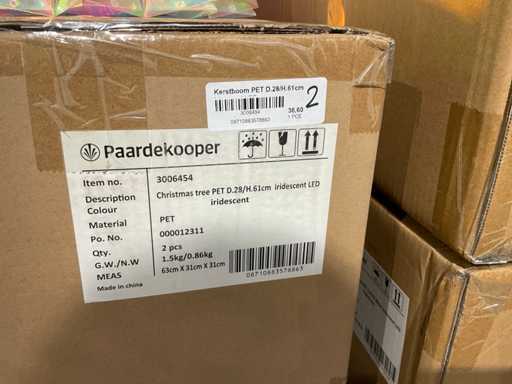 Kerstboom PET D.28/H.61cm
3006454
36,60
1 PCE
08710883578863
2
Paardekooper
Item no. 3006454
Description Christmas tree PET D.28/H.61cm iridescent LED
Colour iridescent
Material PET
Po. No. 000012311
Qty. 2 pcs
G.W./N.W 1.5kg/0.86kg
MEAS 63cm X 31cm X 31cm
Made in china
08710883578863